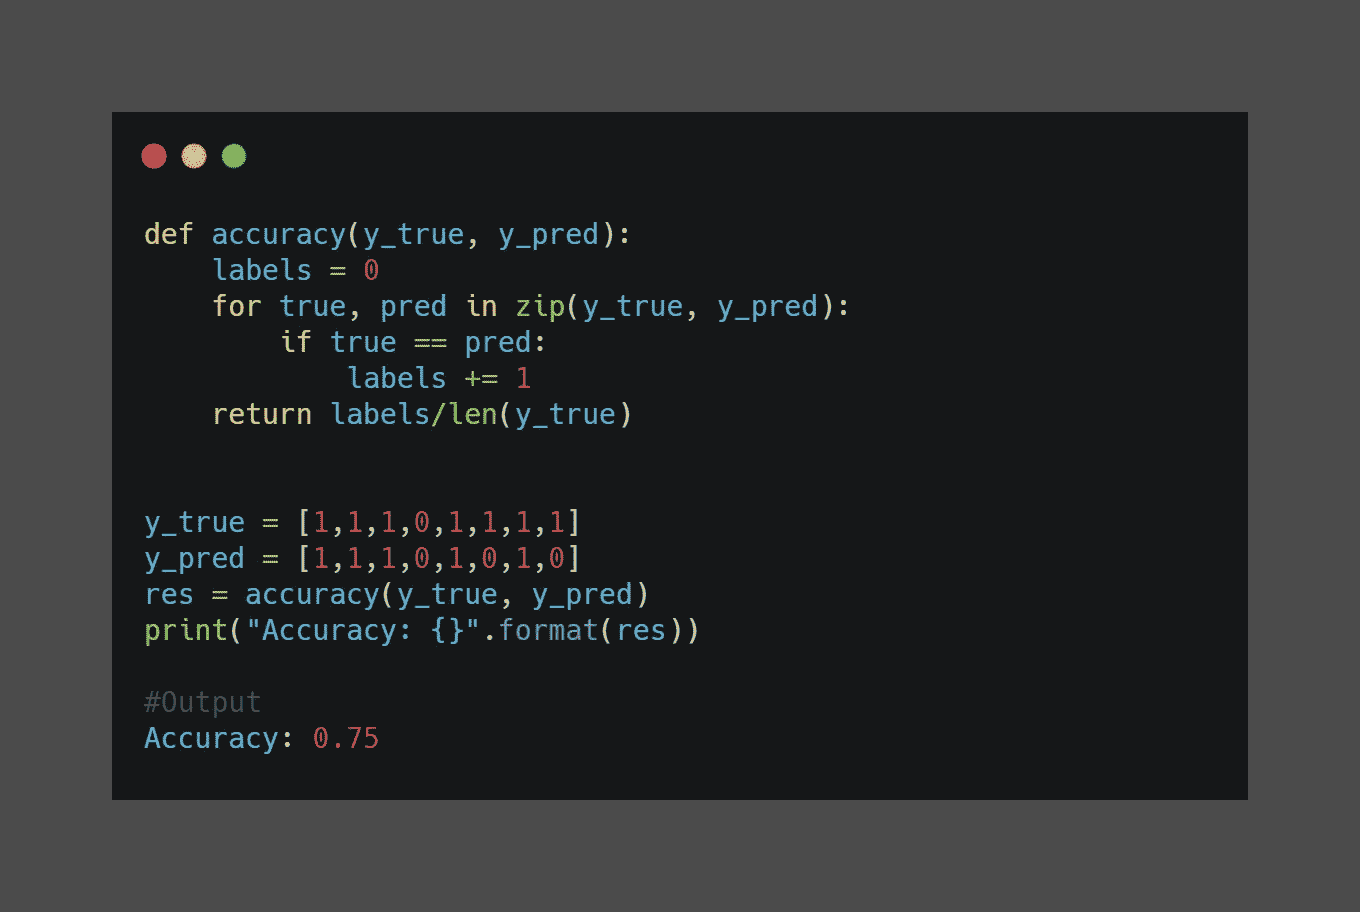 def accuracy(y_true, y_pred):
    labels = 0
    for true, pred in zip(y_true, y_pred):
        if true == pred:
            labels += 1
    return labels/len(y_true)
y_true = [1,1,1,0,1,1,1,1]
y_pred = [1,1,1,0,1,0,1,0]
res = accuracy(y_true, y_pred)
print("Accuracy: {}".format(res))
#Output
Accuracy: 0.75